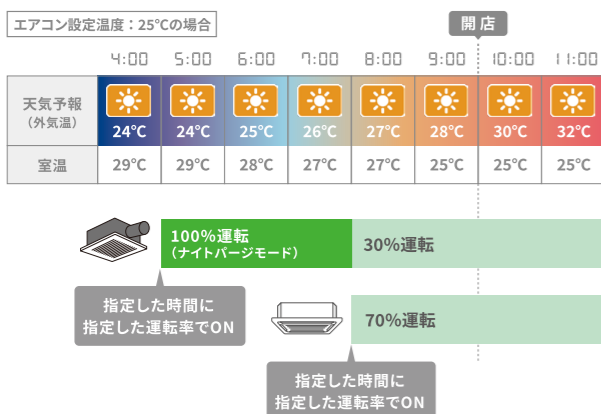 エアコン設定温度：25℃の場合
開店
4:00 5:00 6:00 7:00 8:00 9:00 10:00 11:00
天気予報
（外気温）
24℃ 24℃ 25℃ 26℃ 27℃ 28℃ 30℃ 32℃
室温 29℃ 29℃ 28℃ 27℃ 27℃ 25℃ 25℃ 25℃
100%運転
（ナイトパージモード）
30%運転
指定した時間に
指定した運転率でON
70%運転
指定した時間に
指定した運転率でON